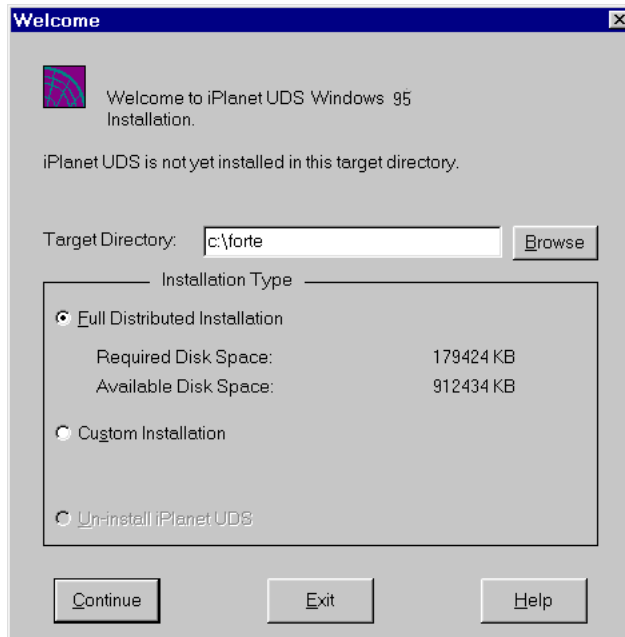 Welcome
Welcome to iPlanet UDS Windows 95
Installation.
iPlanet UDS is not yet installed in this target directory.
Target Directory: c:\forte Browse
Installation Type
Full Distributed Installation
Required Disk Space: 179424 KB
Available Disk Space: 912434 KB
Custom Installation
Un-install iPlanet UDS
Continue Exit Help